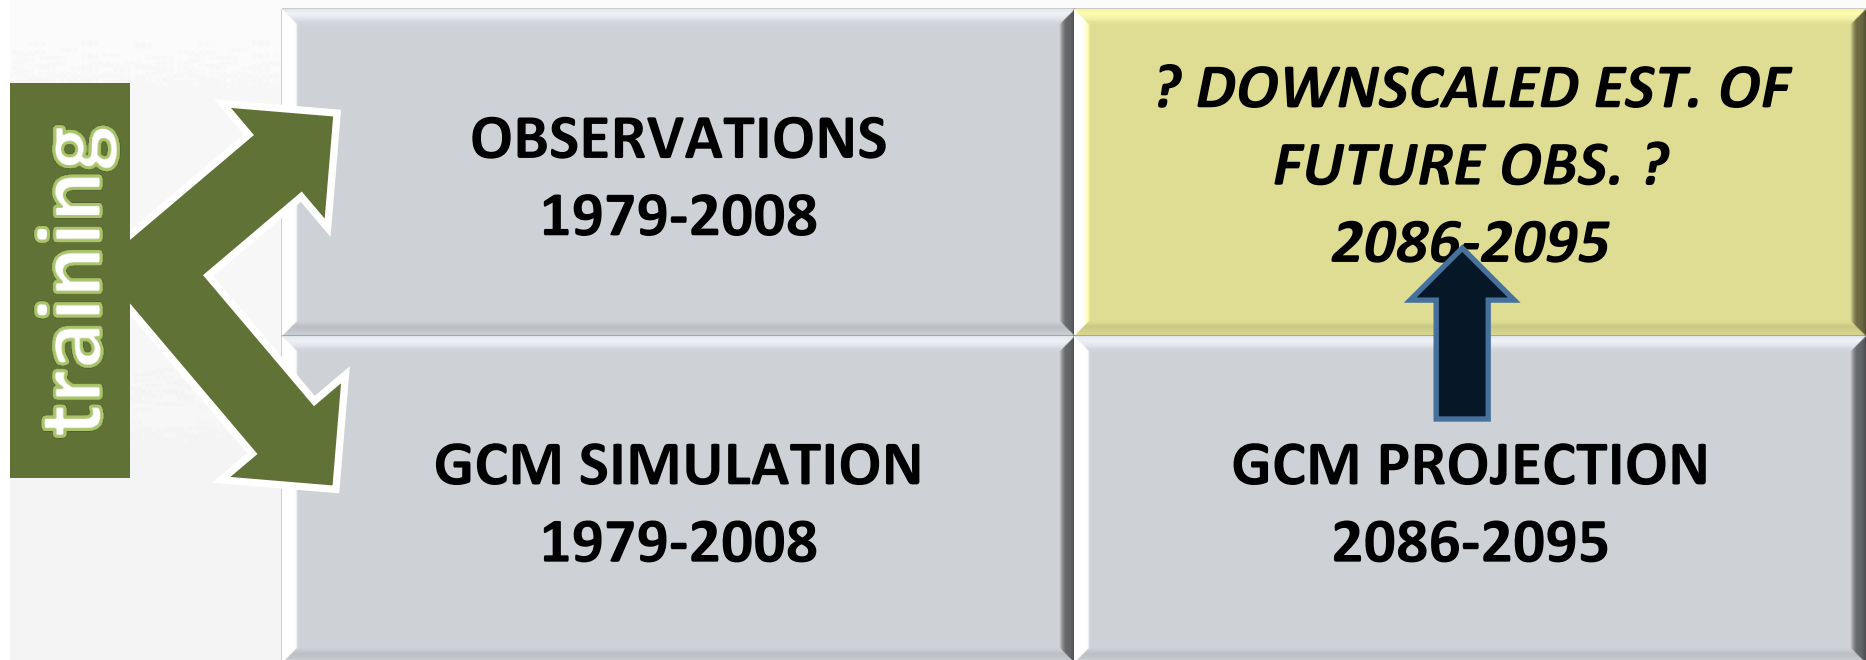 training
OBSERVATIONS
1979-2008
? DOWNSCALED EST. OF
FUTURE OBS. ?
2086-2095
GCM SIMULATION
1979-2008
GCM PROJECTION
2086-2095